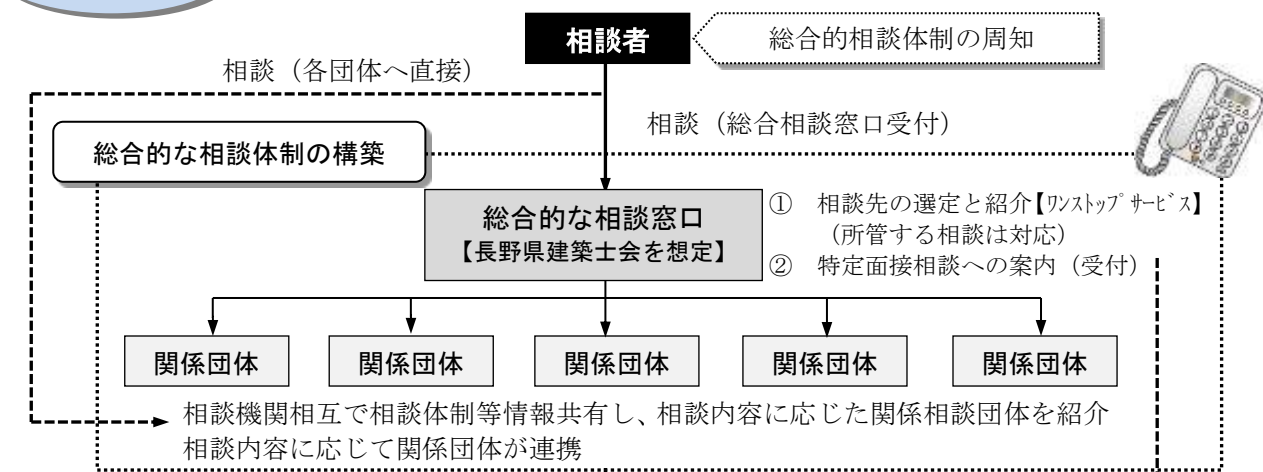 相談者
総合的相談体制の周知
相談（各団体へ直接）
相談（総合相談窓口受付）
総合的な相談体制の構築
総合的な相談窓口
【長野県建築士会を想定】
① 相談先の選定と紹介【ﾜﾝｽﾄｯﾌﾟｻｰﾋﾞｽ】
（所管する相談は対応）
② 特定面接相談への案内（受付）
関係団体 関係団体 関係団体 関係団体 関係団体
相談機関相互で相談体制等情報共有し、相談内容に応じた関係相談団体を紹介
相談内容に応じて関係団体が連携